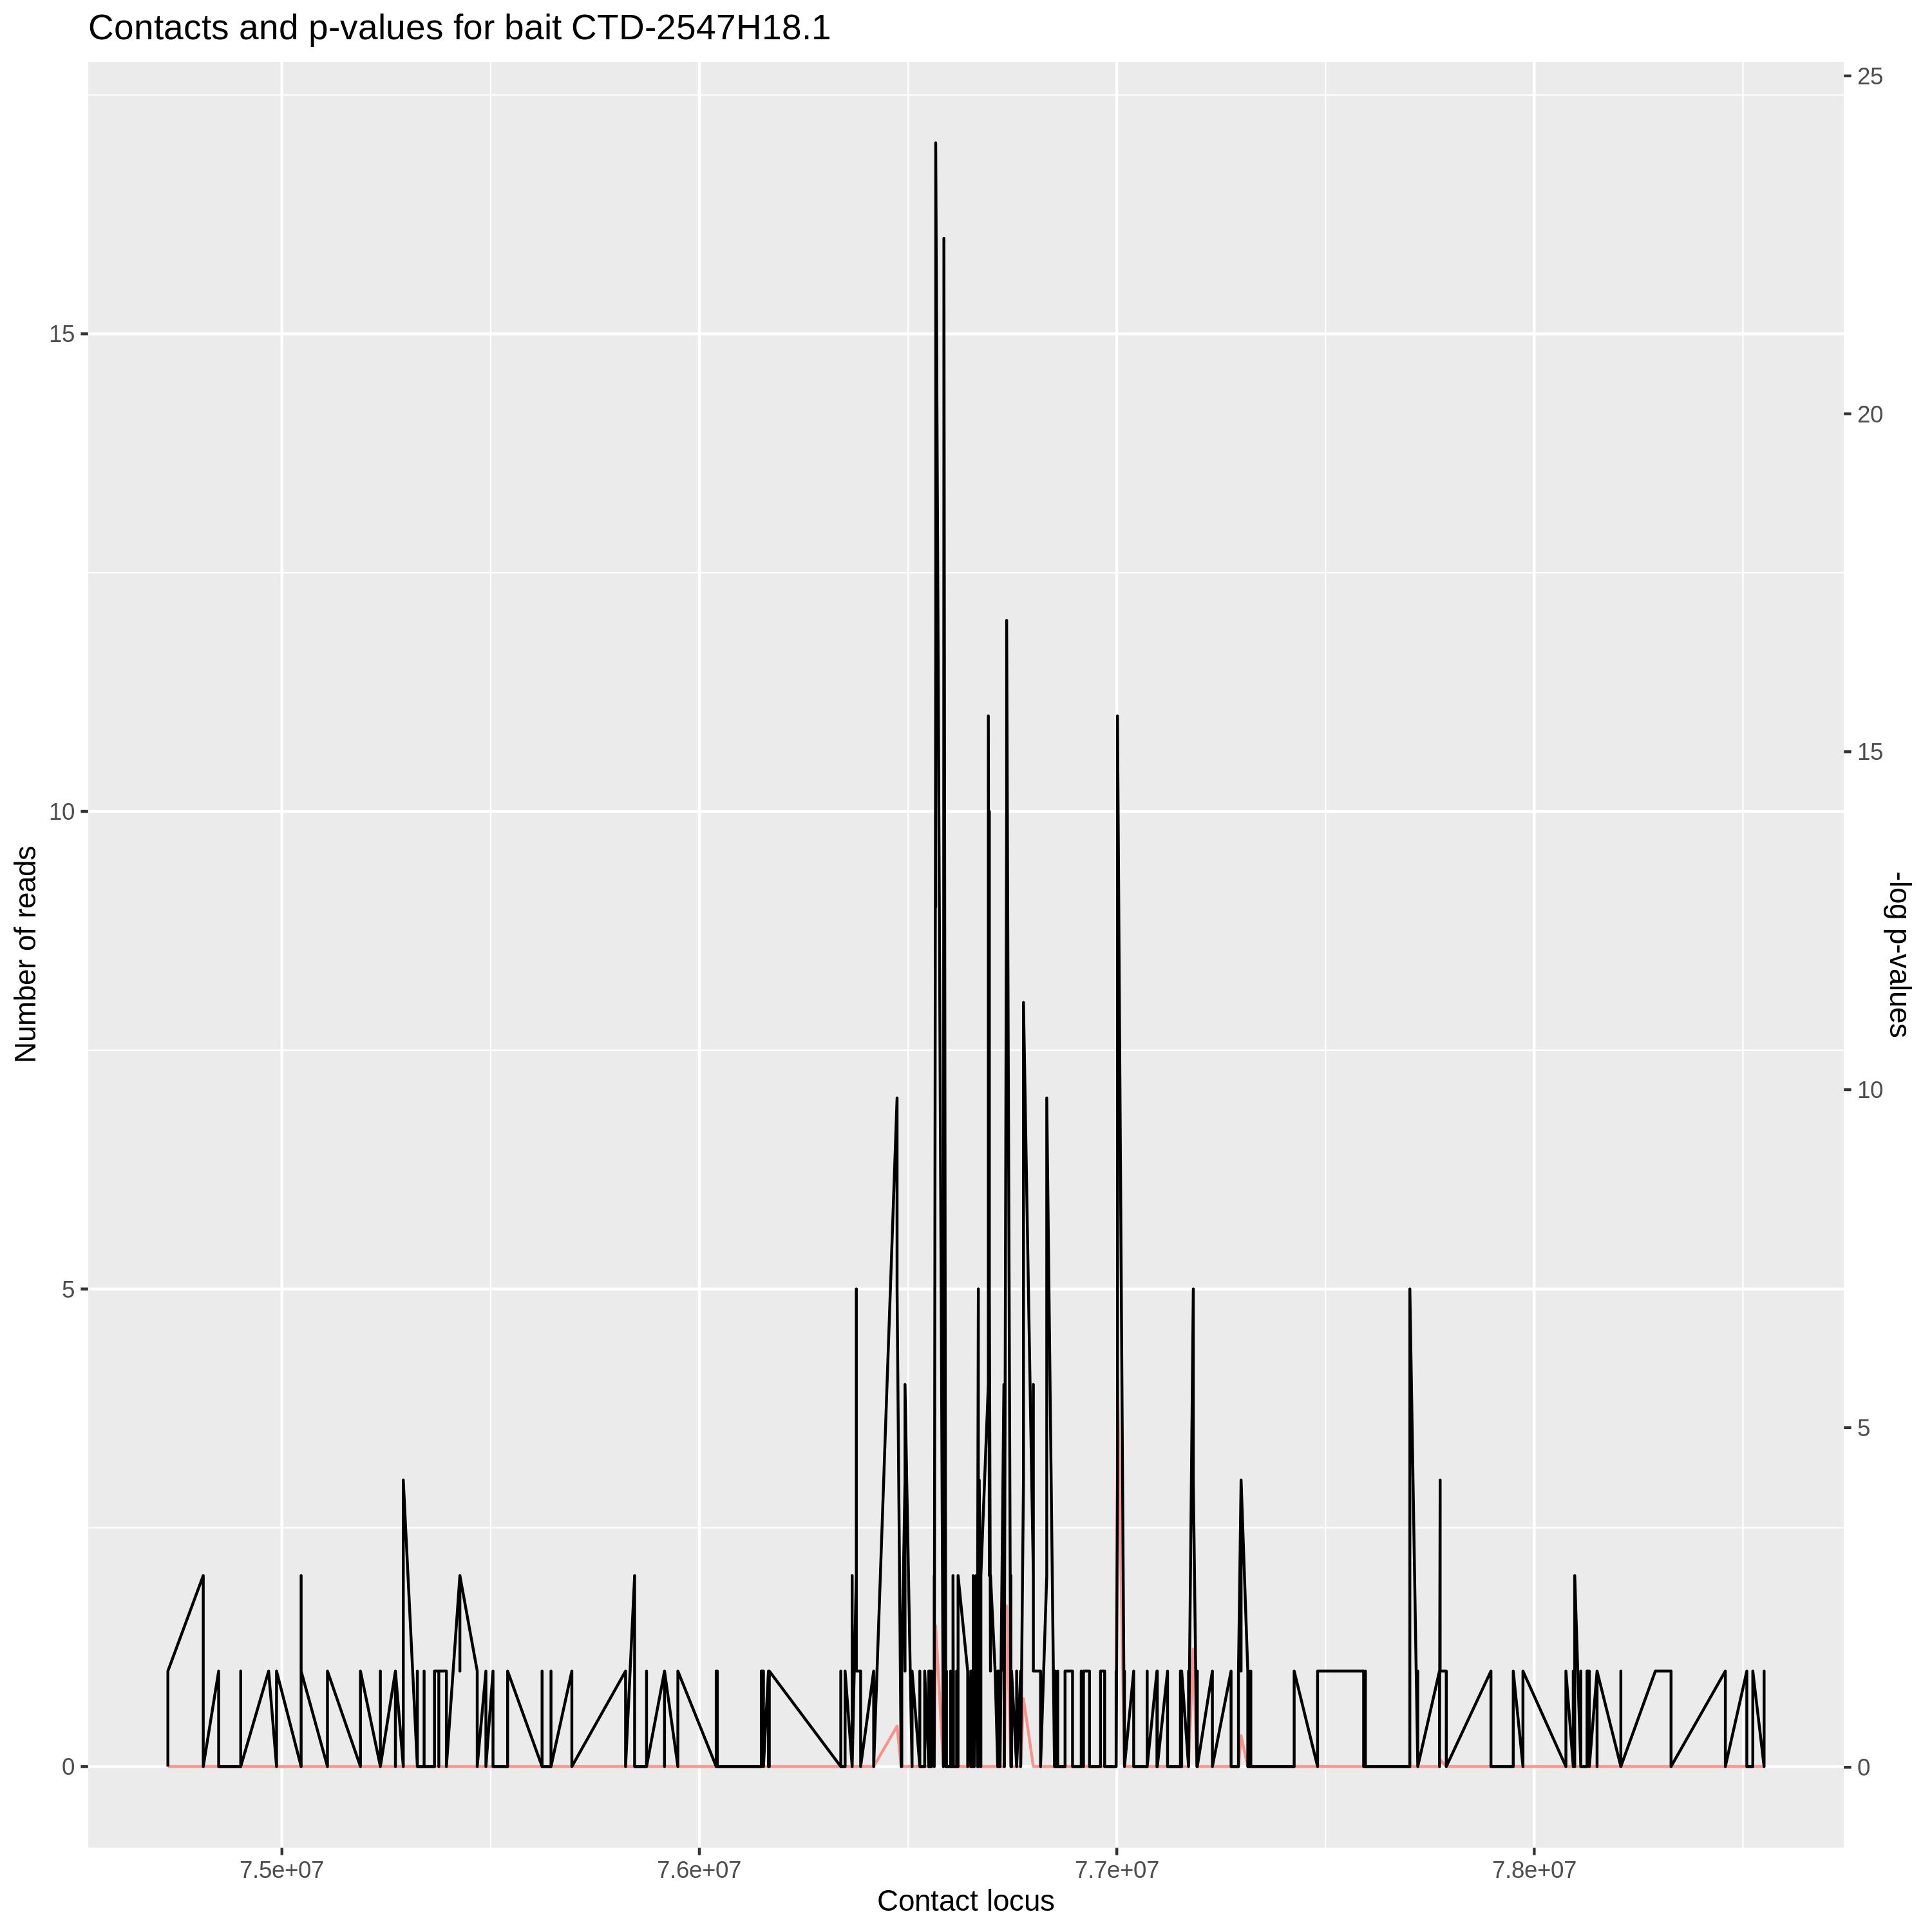 Contacts and p-values for bait CTD-2547H18.1
25
15
20
10
15
Number of reads
-log p-values
10
5
5
0
0
7.5e+07
7.6e+07
7.7e+07
7.8e+07
Contact locus